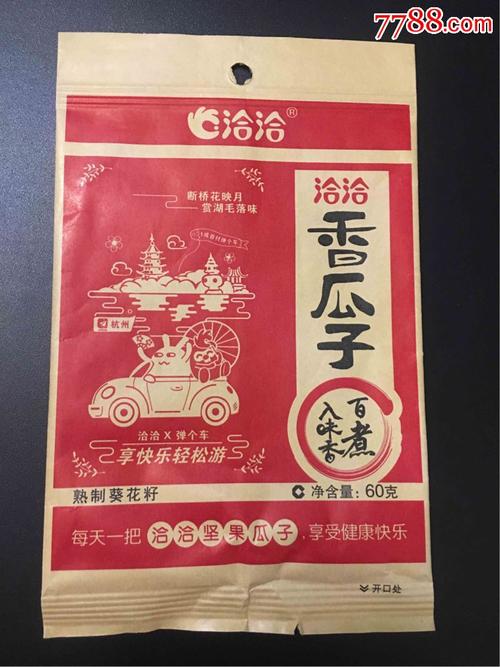 7788.com
洽洽®
断桥花映月
赏湖毛落味
杭州
洽洽 X 弹个车
享快乐轻松游
洽洽
香瓜子
百煮
入味香
熟制葵花籽
净含量：60克
每天一把 洽洽坚果瓜子，享受健康快乐
开口处